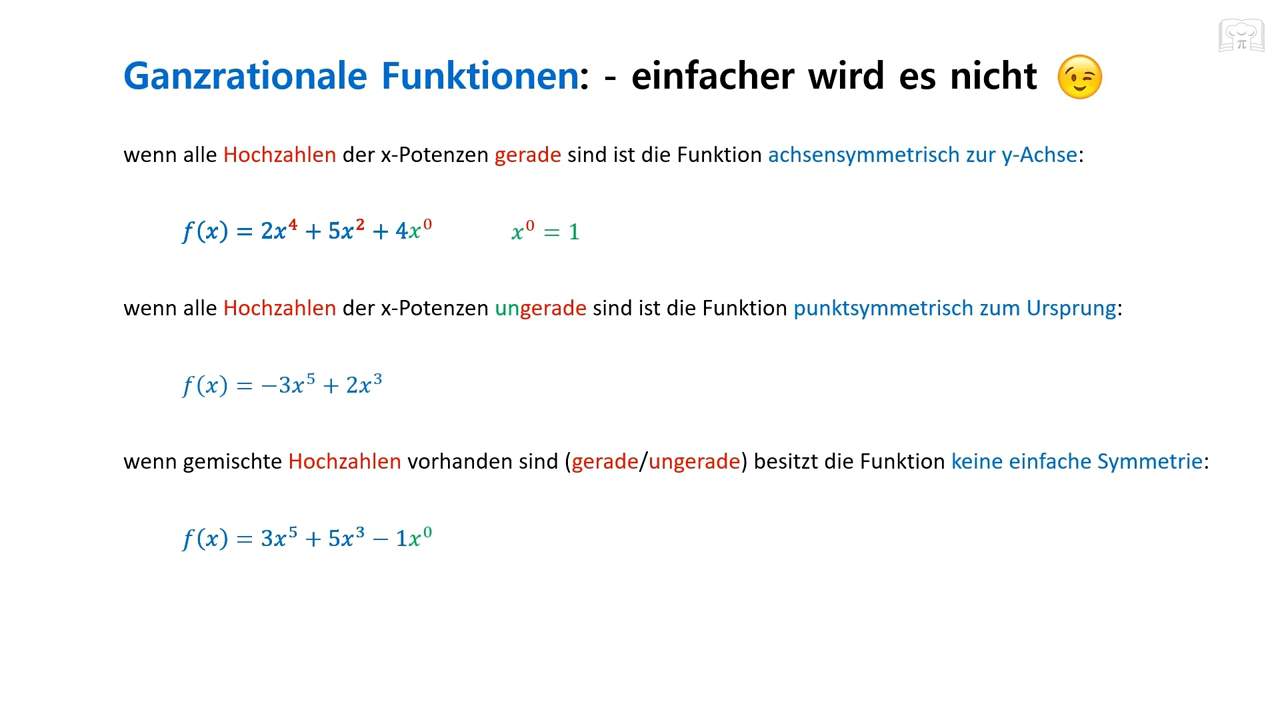 Ganzrationale Funktionen: - einfacher wird es nicht 😉
wenn alle Hochzahlen der x-Potenzen gerade sind ist die Funktion achsensymmetrisch zur y-Achse:
f(x) = 2x⁴ + 5x² + 4x⁰ x⁰ = 1
wenn alle Hochzahlen der x-Potenzen ungerade sind ist die Funktion punktsymmetrisch zum Ursprung:
f(x) = −3x⁵ + 2x³
wenn gemischte Hochzahlen vorhanden sind (gerade/ungerade) besitzt die Funktion keine einfache Symmetrie:
f(x) = 3x⁵ + 5x³ − 1x⁰
π